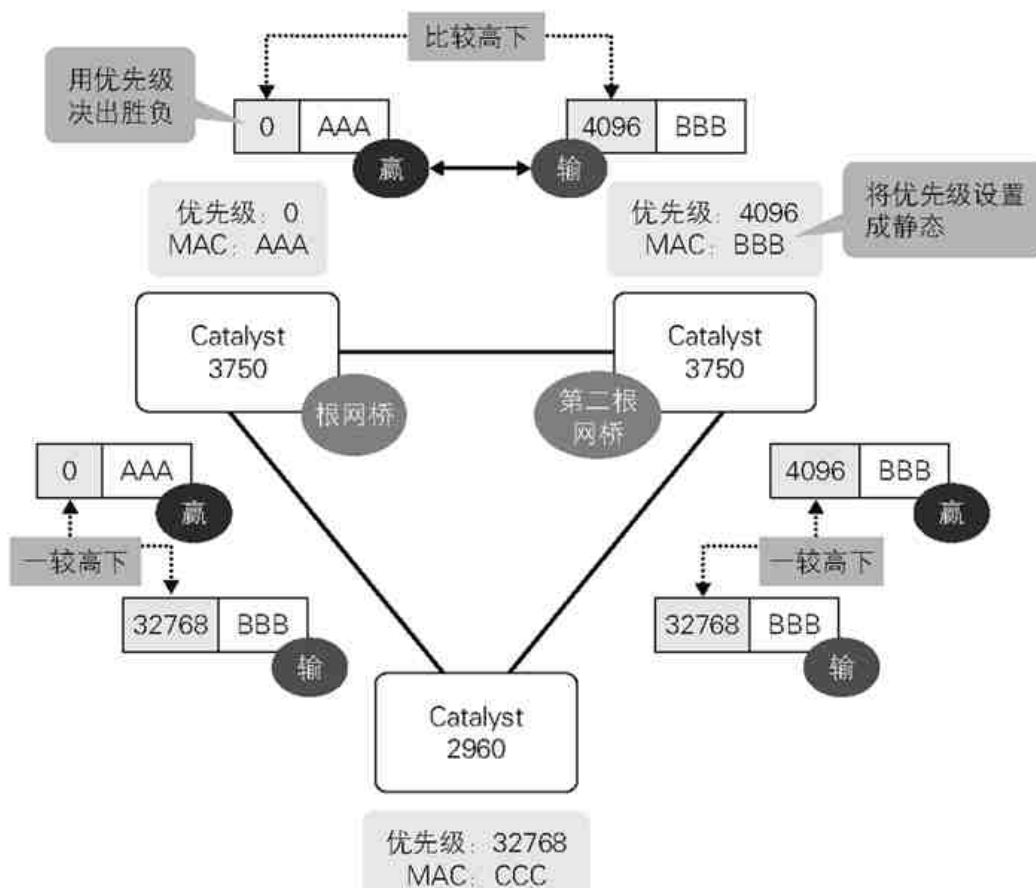 比较高下
用优先级
决出胜负
0 AAA
4096 BBB
赢
输
优先级：0
MAC：AAA
优先级：4096
MAC：BBB
将优先级设置
成静态
Catalyst
3750
Catalyst
3750
根网桥
第二根
网桥
0 AAA
赢
4096 BBB
赢
一较高下
一较高下
32768 BBB
输
32768 BBB
输
Catalyst
2960
优先级：32768
MAC：CCC